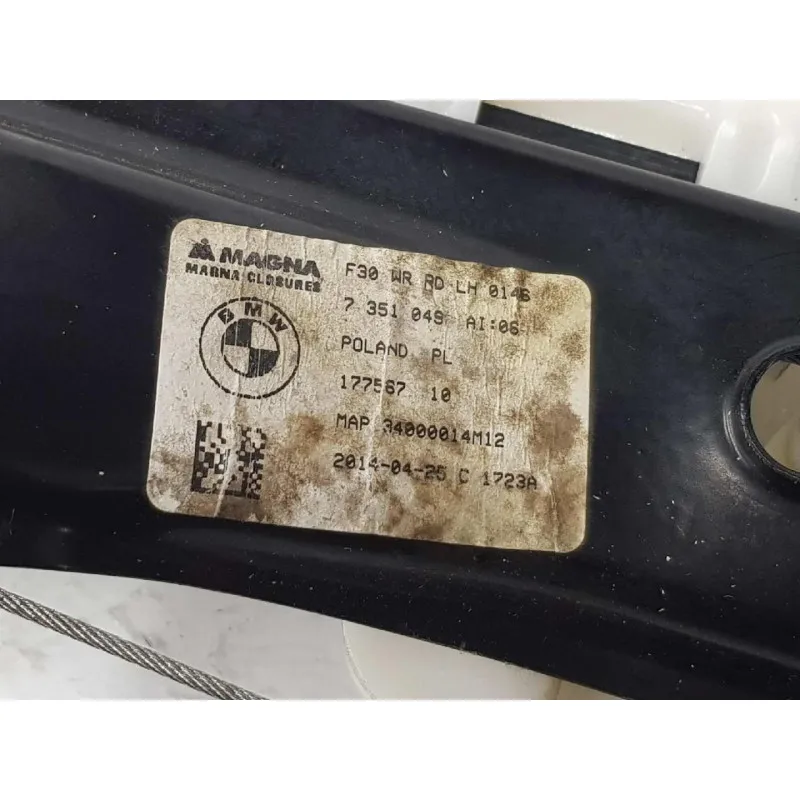 MAGNA
MAGNA CLOSURES
BMW
F30 WR RD LH 0146
7 351 049 AI:06
POLAND PL
177567 10
MAP 34000014M12
2014-04-25 C 1723A